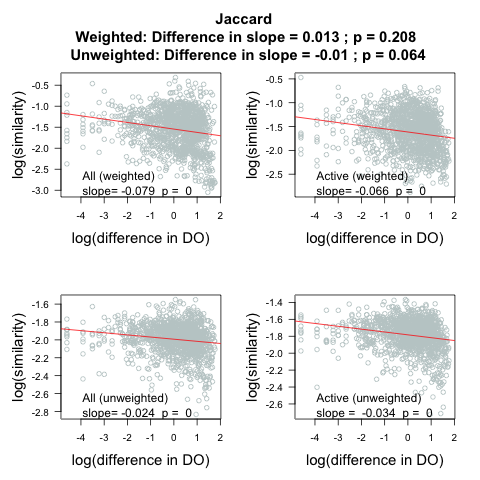 Jaccard
Weighted: Difference in slope = 0.013 ; p = 0.208
Unweighted: Difference in slope = -0.01 ; p = 0.064
log(similarity)
-0.5
-1.0
-1.5
-2.0
-2.5
-3.0
All (weighted)
slope= -0.079 p = 0
-4 -3 -2 -1 0 1 2
log(difference in DO)
log(similarity)
-0.5
-1.0
-1.5
-2.0
-2.5
Active (weighted)
slope= -0.066 p = 0
-4 -3 -2 -1 0 1 2
log(difference in DO)
log(similarity)
-1.6
-1.8
-2.0
-2.2
-2.4
-2.6
-2.8
All (unweighted)
slope= -0.024 p = 0
-4 -3 -2 -1 0 1 2
log(difference in DO)
log(similarity)
-1.4
-1.6
-1.8
-2.0
-2.2
-2.4
-2.6
Active (unweighted)
slope = -0.034 p = 0
-4 -3 -2 -1 0 1 2
log(difference in DO)